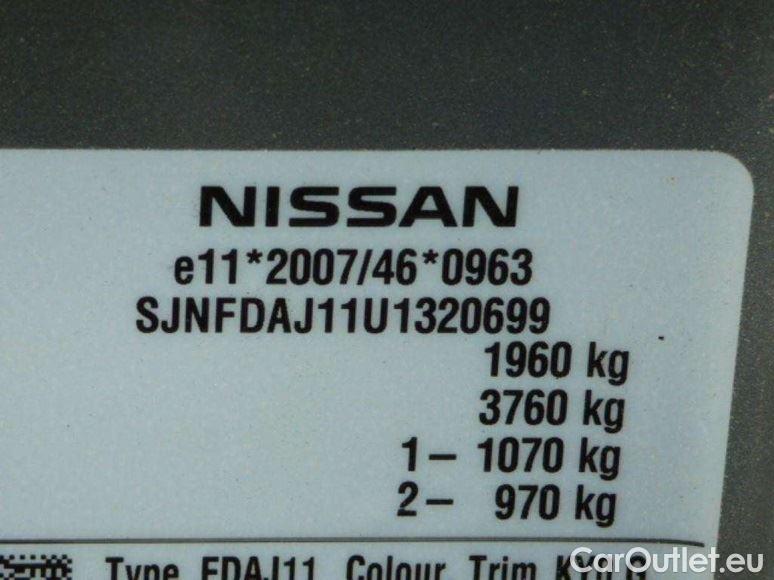 NISSAN
e11*2007/46*0963
SJNFDAJ11U1320699
1960 kg
3760 kg
1– 1070 kg
2– 970 kg
Type FDAJ11 Colour, Trim
CarOutlet.eu